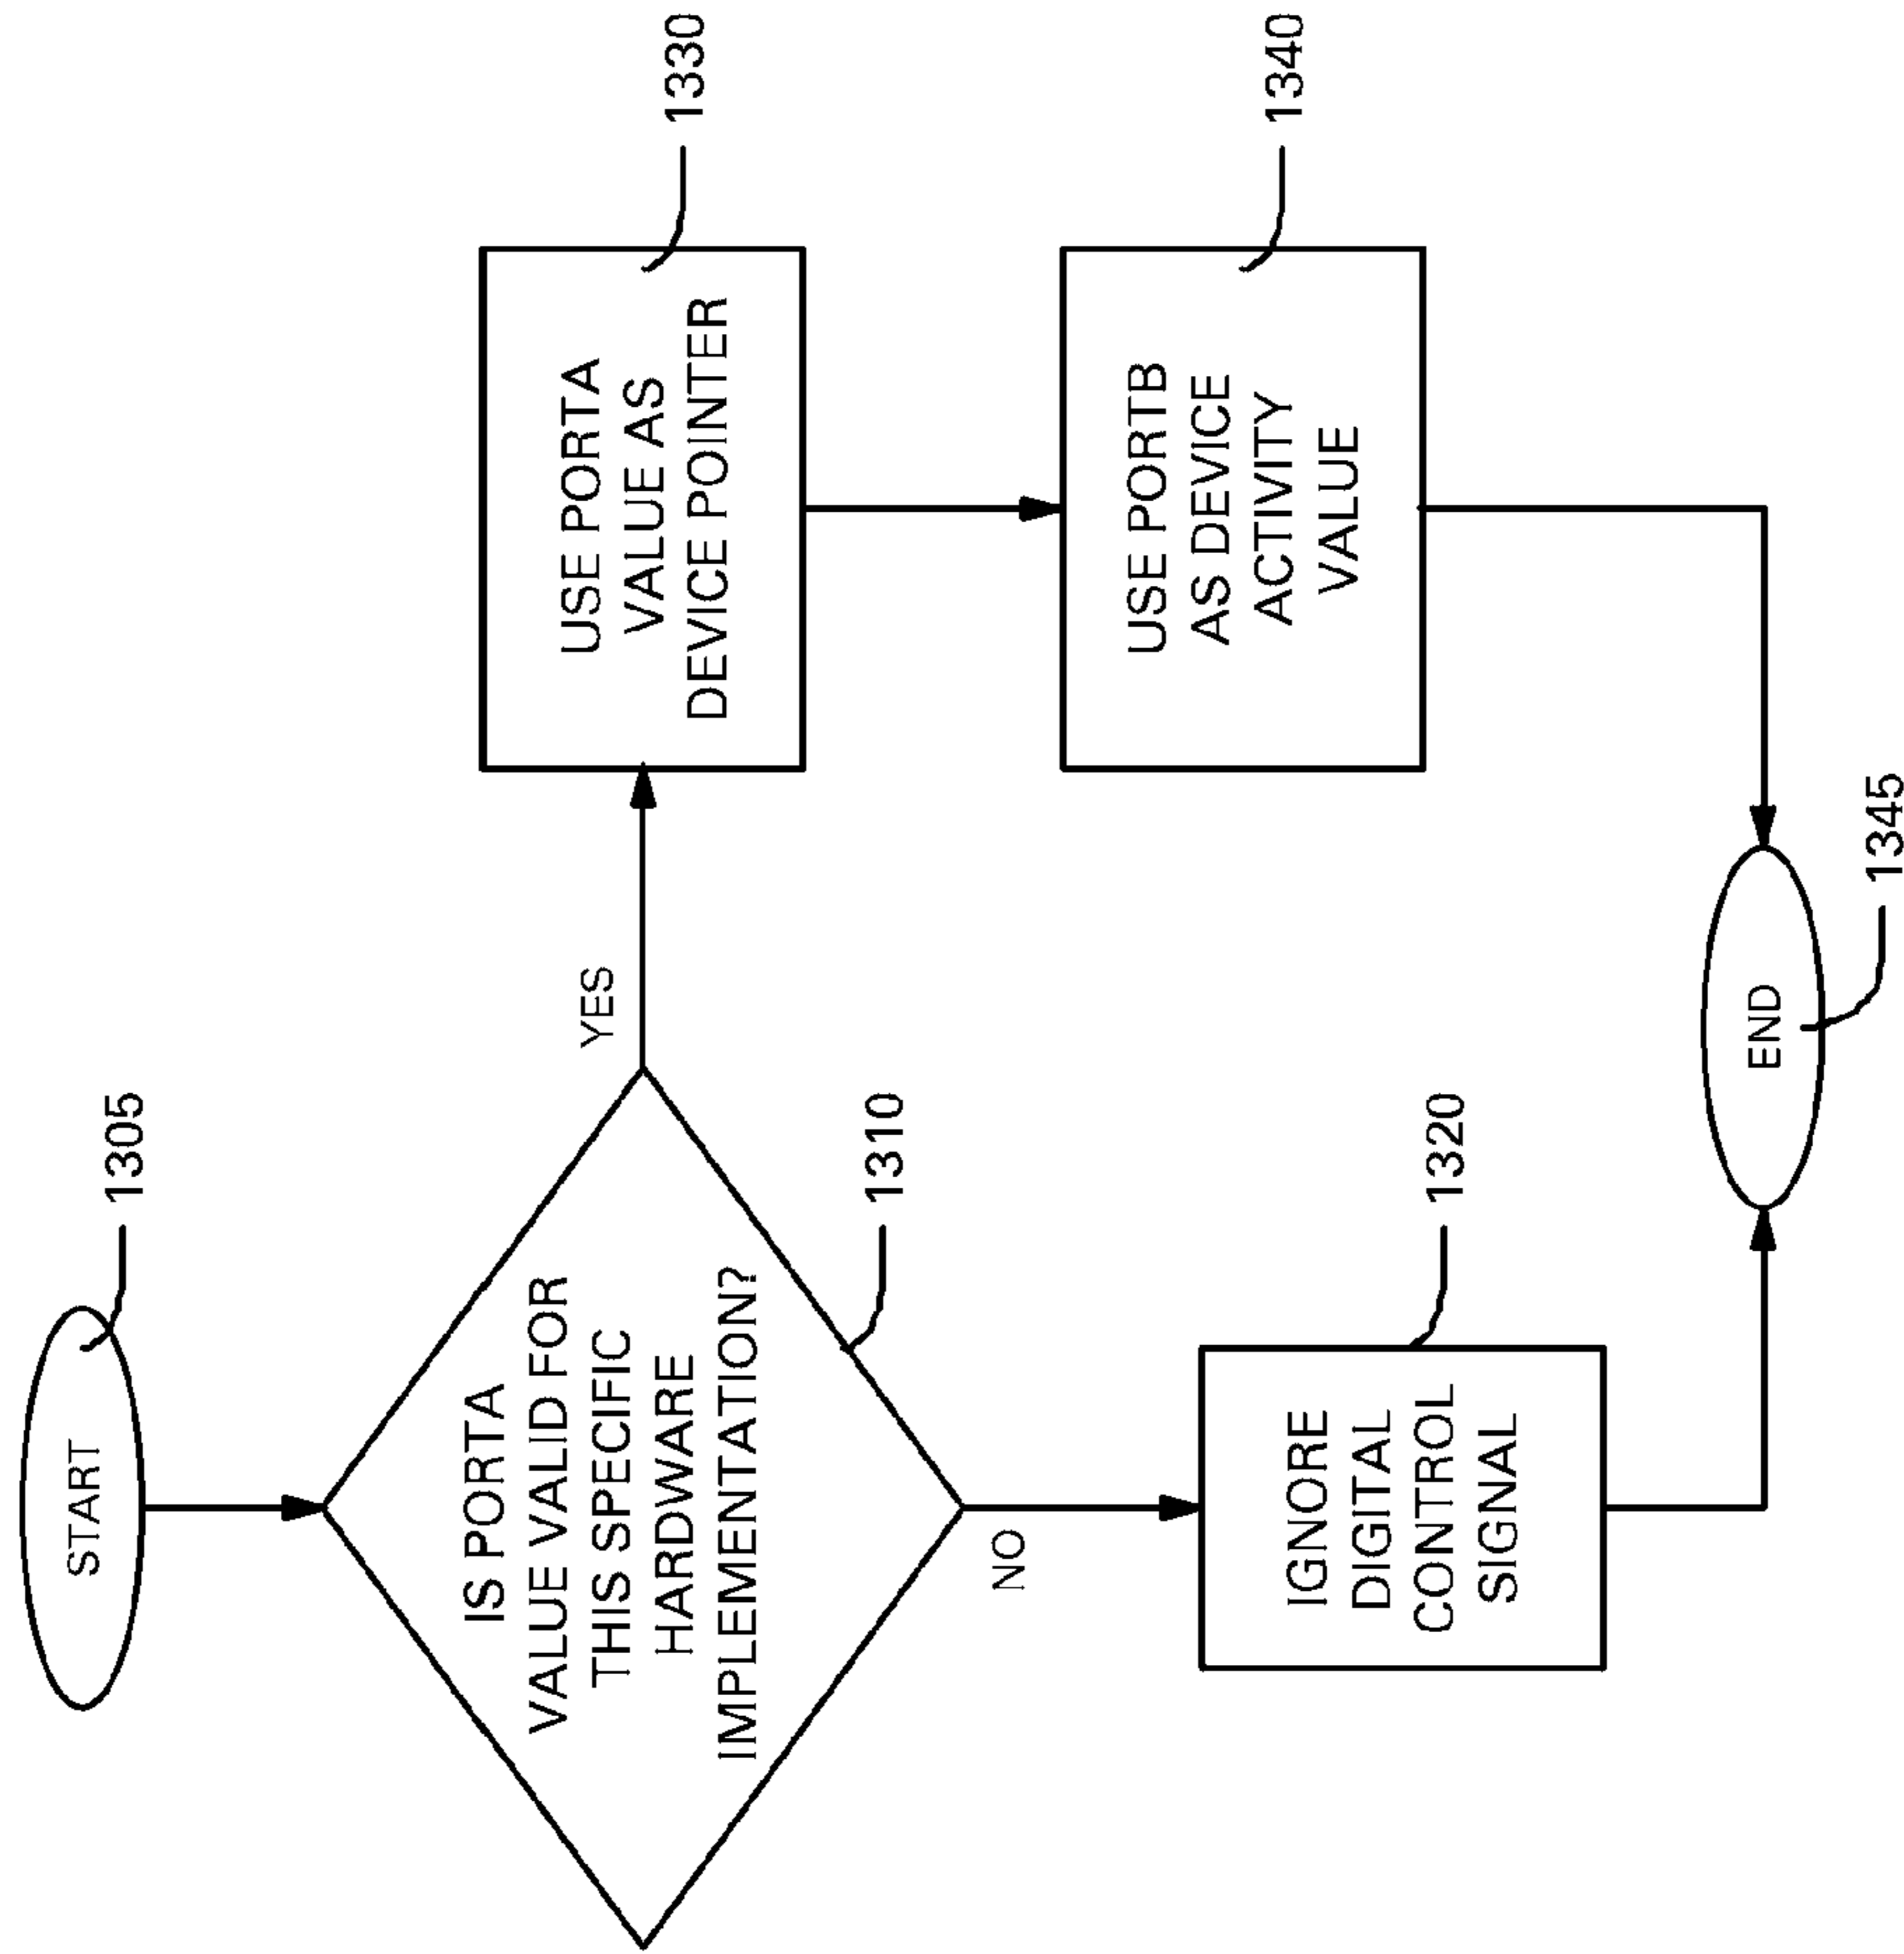 START
1305
IS PORTA
VALUE VALID FOR
THIS SPECIFIC
HARDWARE
IMPLEMENTATION?
1310
YES
USE PORTA
VALUE AS
DEVICE POINTER
1330
NO
IGNORE
DIGITAL
CONTROL
SIGNAL
1320
USE PORTB
AS DEVICE
ACTIVITY
VALUE
1340
END
1345